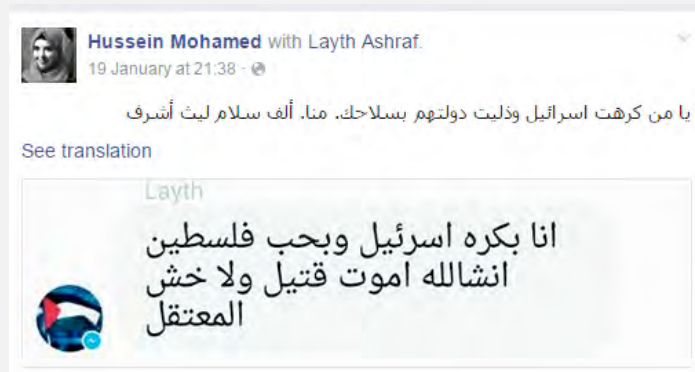 Hussein Mohamed with Layth Ashraf.
19 January at 21:38 ·
يا من كرهت اسرائيل وذليت دولتهم بسلاحك. منا. ألف سلام ليث أشرف
See translation
Layth
انا بكره اسرئيل وبحب فلسطين
انشالله اموت قتيل ولا خش
المعتقل